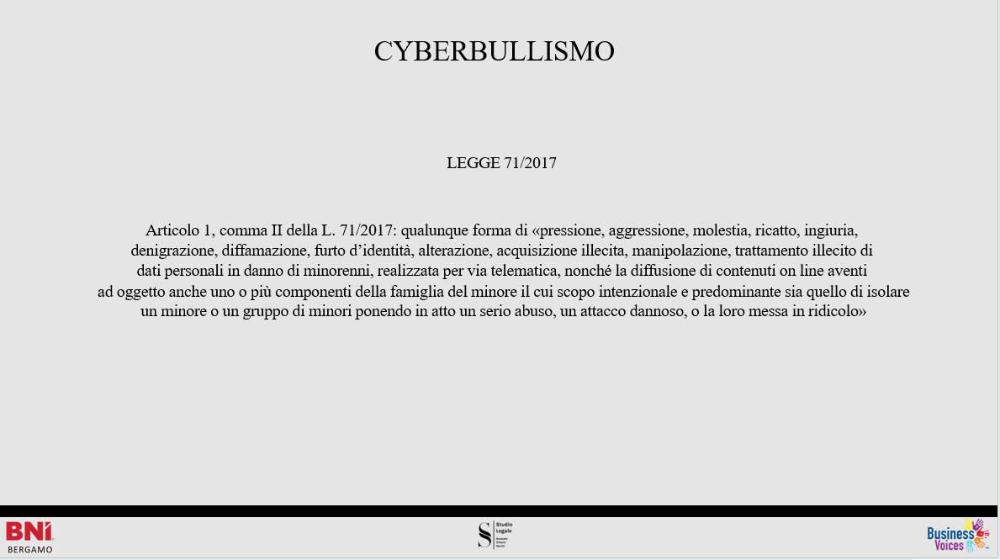 CYBERBULLISMO
LEGGE 71/2017
Articolo 1, comma II della L. 71/2017: qualunque forma di «pressione, aggressione, molestia, ricatto, ingiuria,
denigrazione, diffamazione, furto d’identità, alterazione, acquisizione illecita, manipolazione, trattamento illecito di
dati personali in danno di minorenni, realizzata per via telematica, nonché la diffusione di contenuti on line aventi
ad oggetto anche uno o più componenti della famiglia del minore il cui scopo intenzionale e predominante sia quello di isolare
un minore o un gruppo di minori ponendo in atto un serio abuso, un attacco dannoso, o la loro messa in ridicolo»
BNI
BERGAMO
S
Studio
Legale
Business
Voices